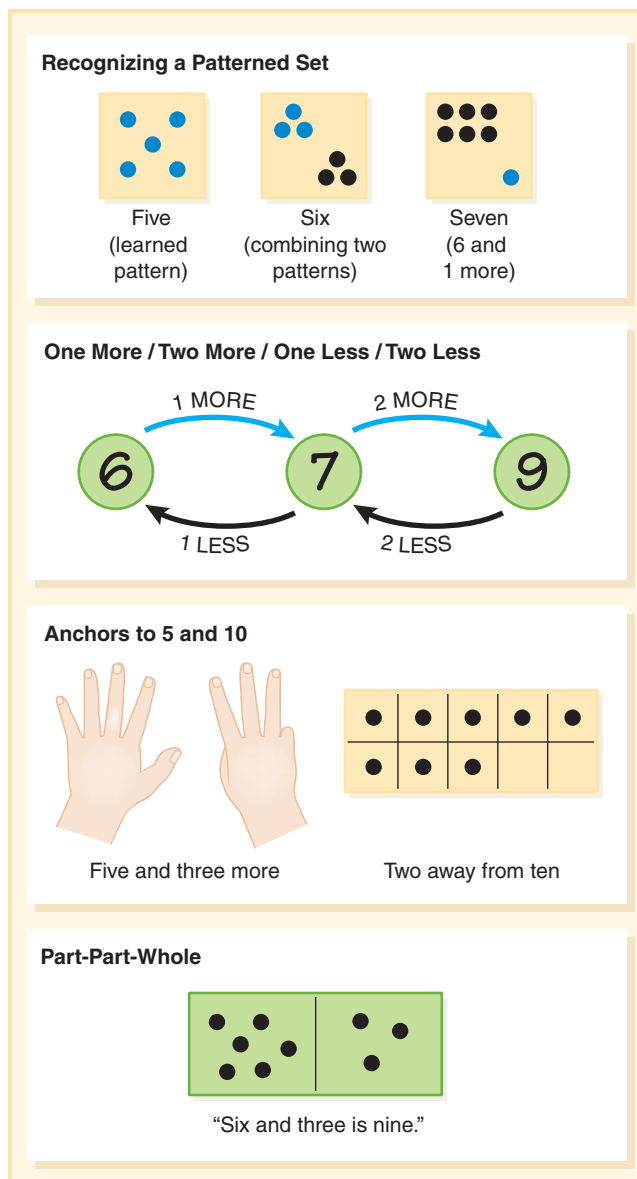 Recognizing a Patterned Set
Five
(learned
pattern)
Six
(combining two
patterns)
Seven
(6 and
1 more)
One More / Two More / One Less / Two Less
1 MORE
2 MORE
6
7
9
1 LESS
2 LESS
Anchors to 5 and 10
Five and three more
Two away from ten
Part-Part-Whole
“Six and three is nine.”